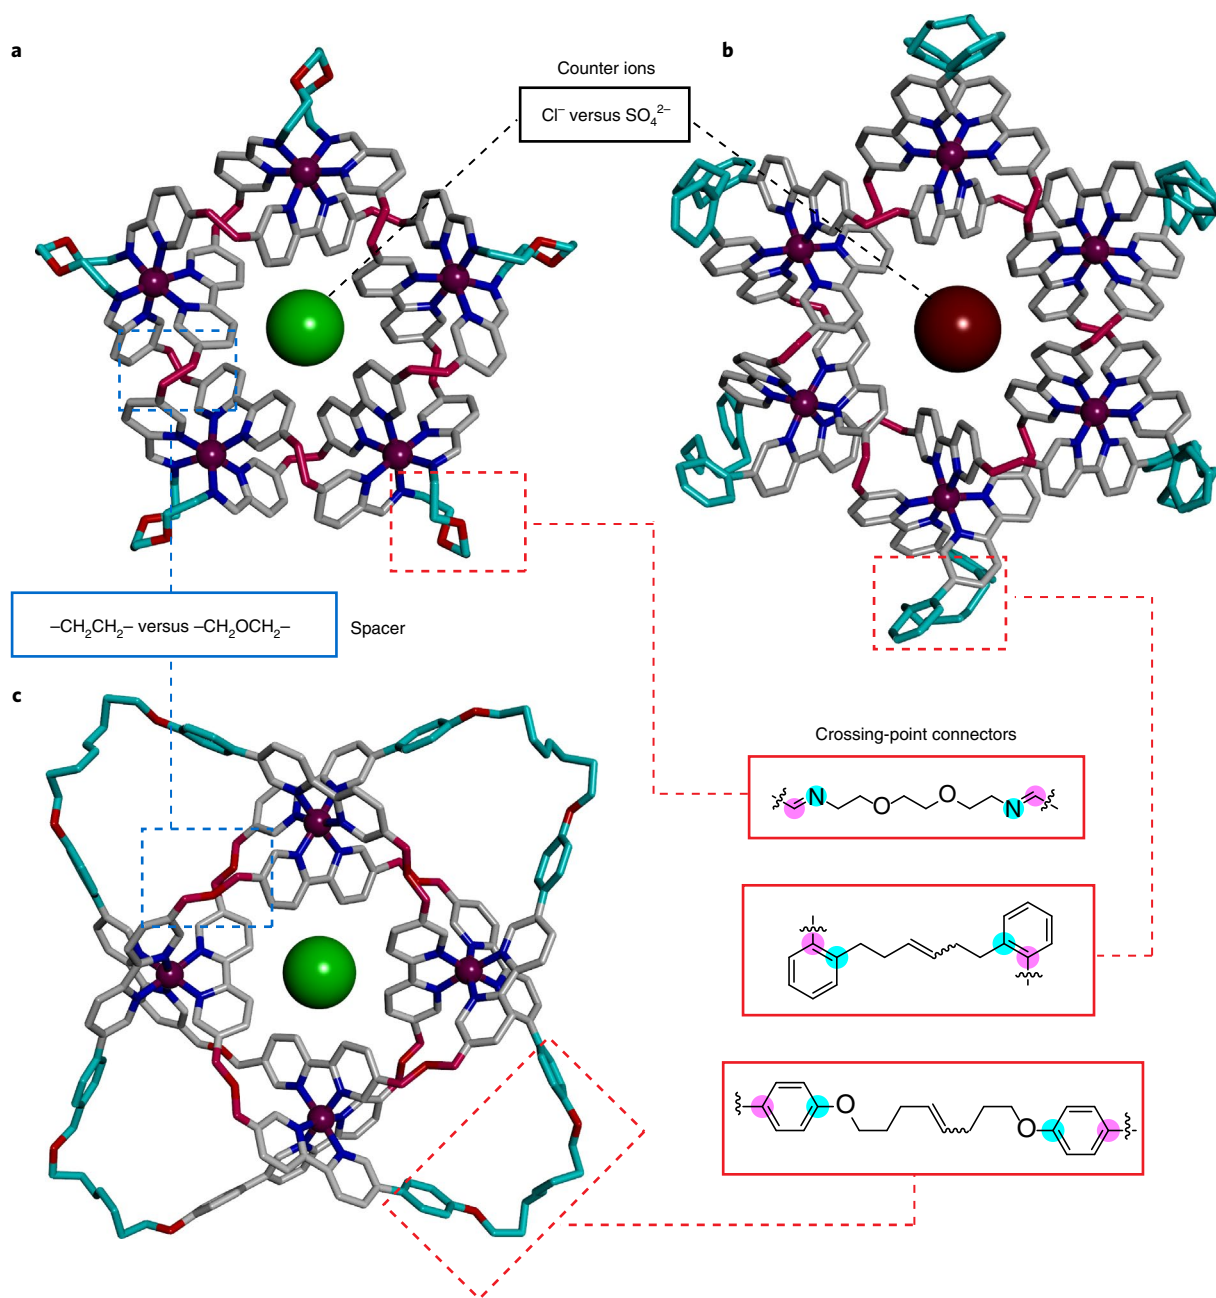 a
b
Counter ions
Cl⁻ versus SO₄²⁻
–CH₂CH₂– versus –CH₂OCH₂–
Spacer
c
Crossing-point connectors
N O O N
O O